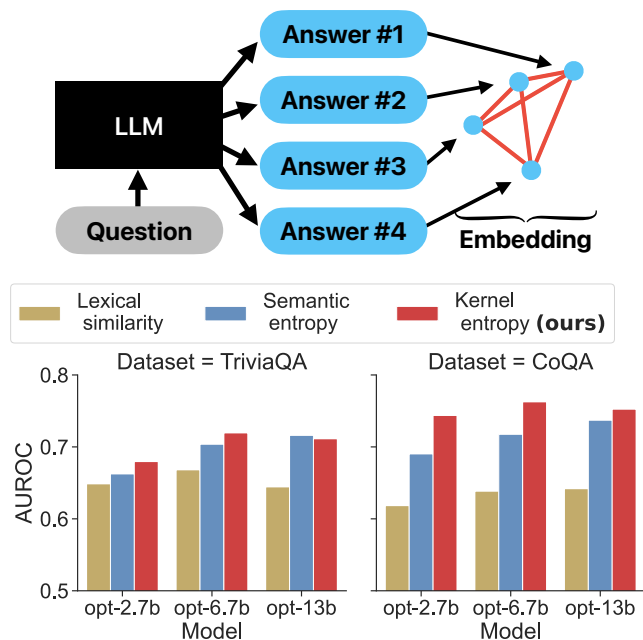 Answer #1
Answer #2
LLM
Answer #3
Question
Answer #4
Embedding
Lexical
similarity
Semantic
entropy
Kernel
entropy (ours)
Dataset = TriviaQA
Dataset = CoQA
0.8
0.7
0.6
0.5
AUROC
opt-2.7b opt-6.7b opt-13b
opt-2.7b opt-6.7b opt-13b
Model
Model